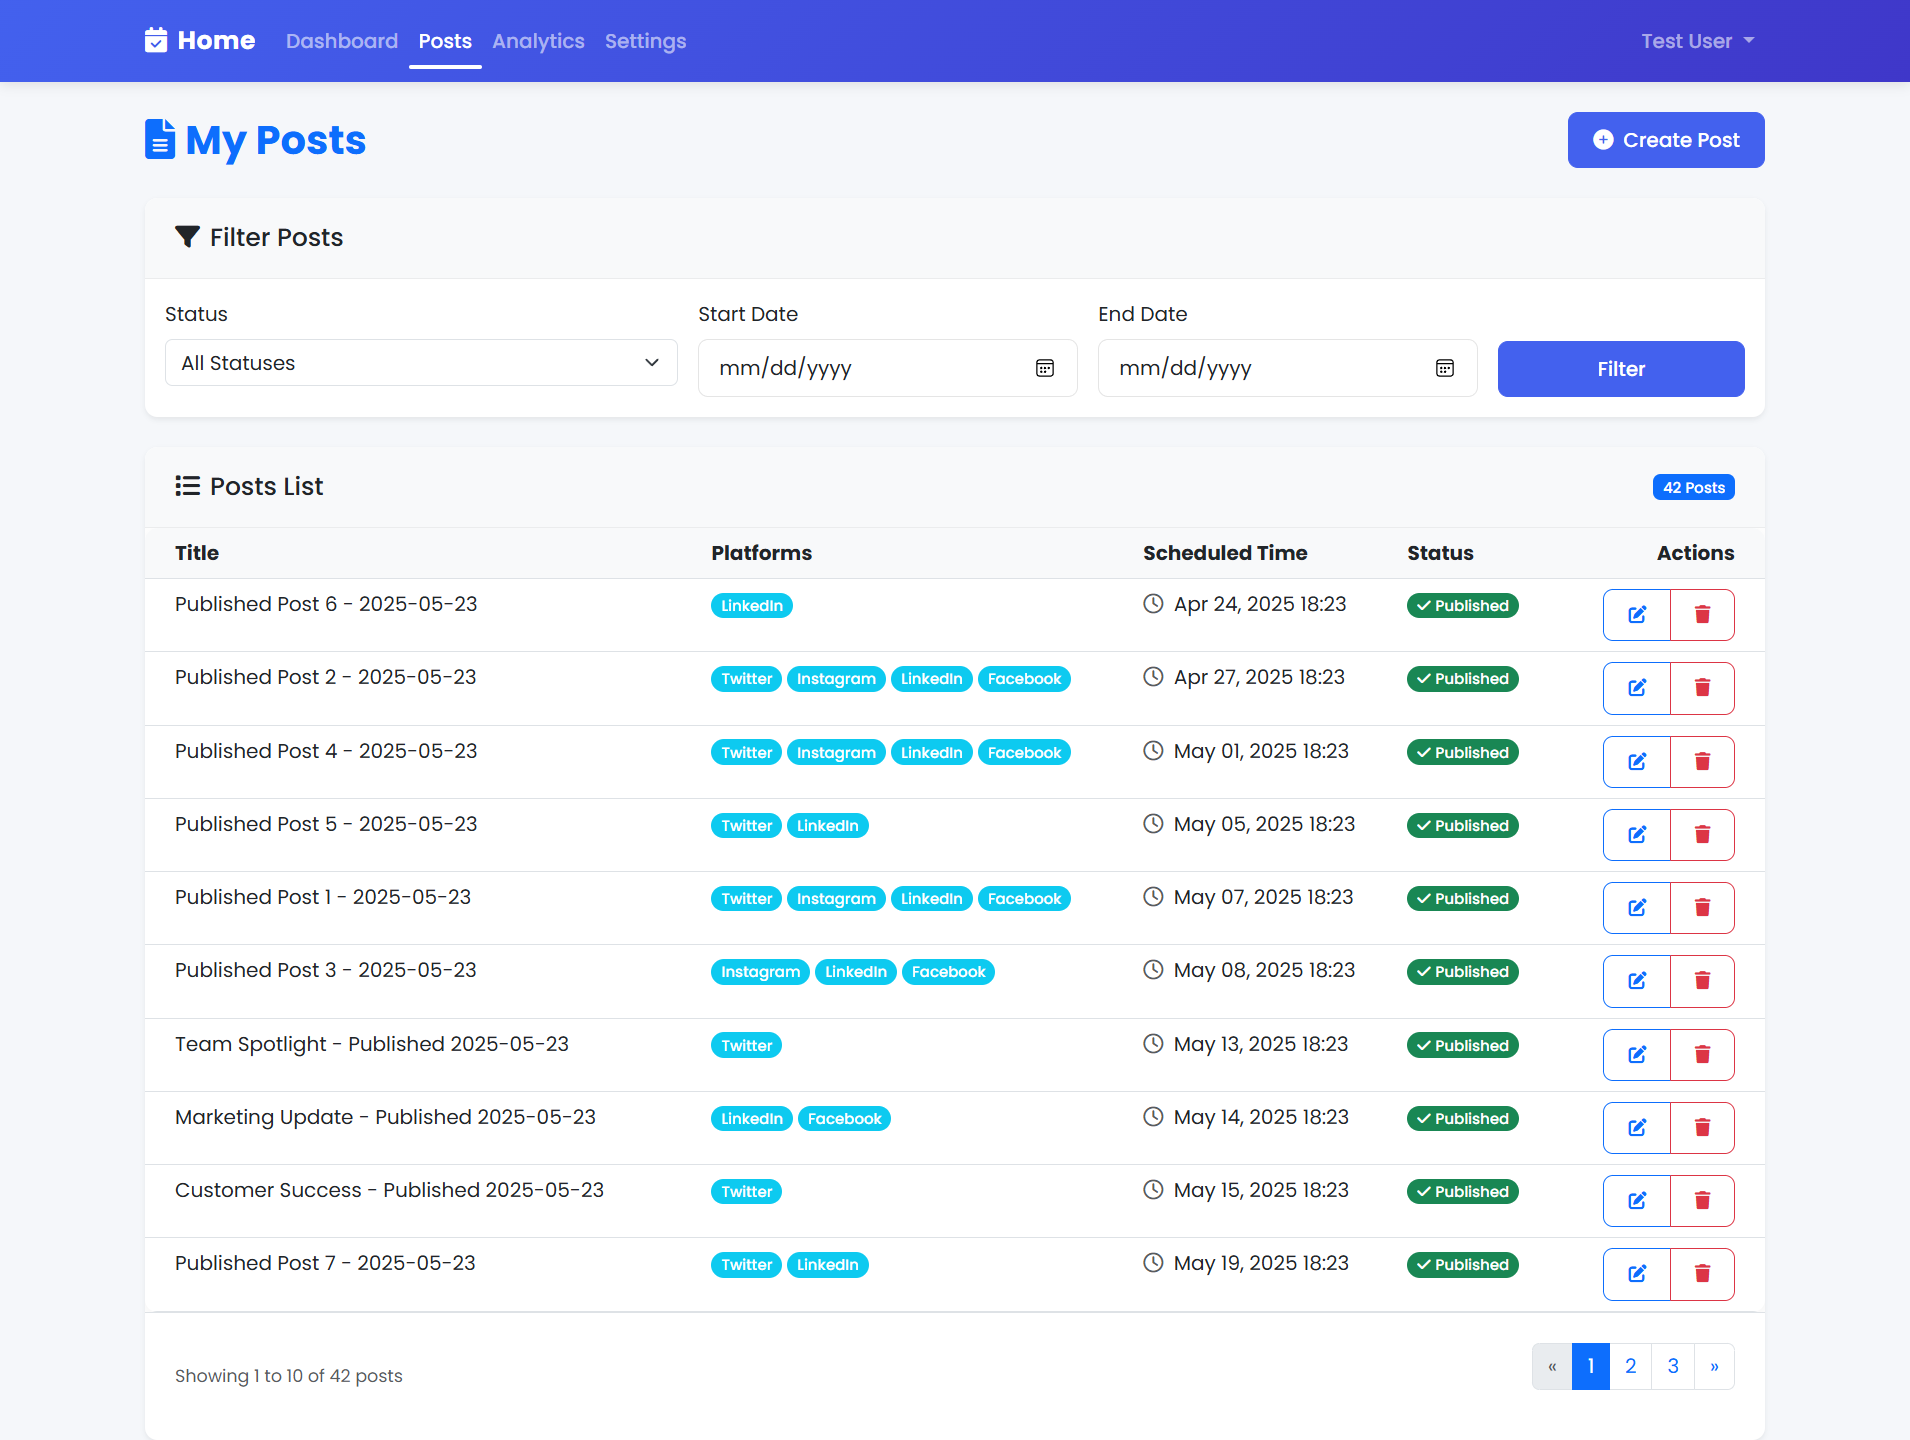 Home Dashboard Posts Analytics Settings Test User
My Posts Create Post
Filter Posts
Status Start Date End Date
All Statuses mm/dd/yyyy mm/dd/yyyy Filter
Posts List 42 Posts
Title Platforms Scheduled Time Status Actions
Published Post 6 - 2025-05-23 LinkedIn Apr 24, 2025 18:23 Published
Published Post 2 - 2025-05-23 Twitter Instagram LinkedIn Facebook Apr 27, 2025 18:23 Published
Published Post 4 - 2025-05-23 Twitter Instagram LinkedIn Facebook May 01, 2025 18:23 Published
Published Post 5 - 2025-05-23 Twitter LinkedIn May 05, 2025 18:23 Published
Published Post 1 - 2025-05-23 Twitter Instagram LinkedIn Facebook May 07, 2025 18:23 Published
Published Post 3 - 2025-05-23 Instagram LinkedIn Facebook May 08, 2025 18:23 Published
Team Spotlight - Published 2025-05-23 Twitter May 13, 2025 18:23 Published
Marketing Update - Published 2025-05-23 LinkedIn Facebook May 14, 2025 18:23 Published
Customer Success - Published 2025-05-23 Twitter May 15, 2025 18:23 Published
Published Post 7 - 2025-05-23 Twitter LinkedIn May 19, 2025 18:23 Published
Showing 1 to 10 of 42 posts « 1 2 3 »